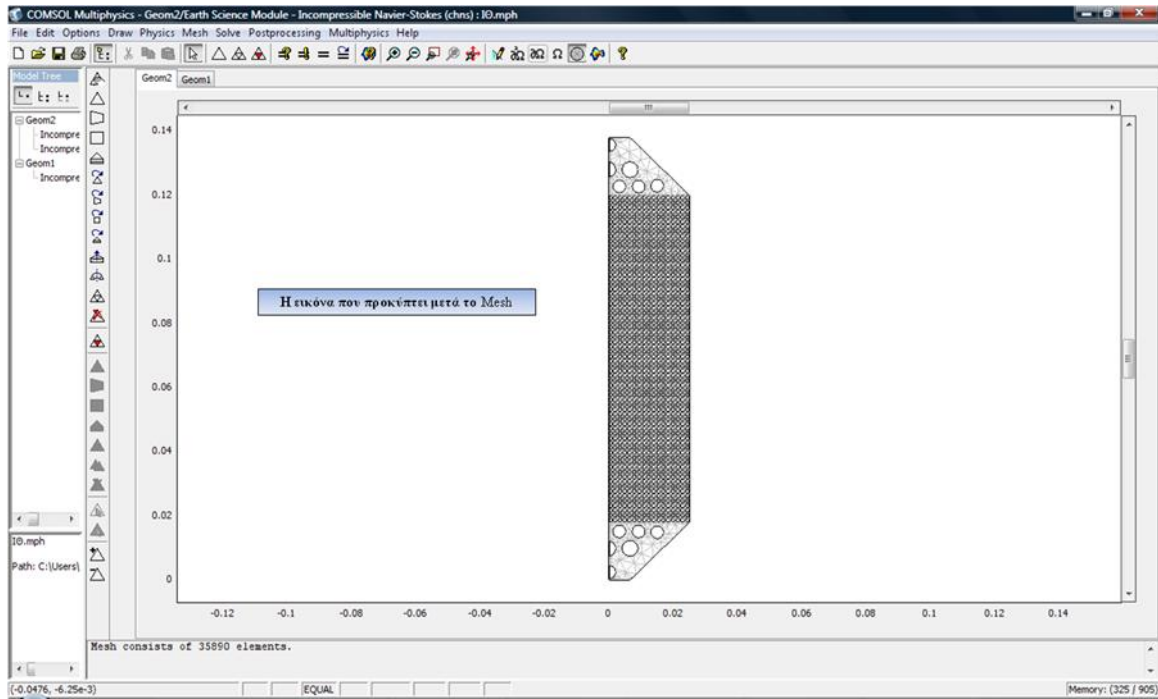 COMSOL Multiphysics - Geom2/Earth Science Module - Incompressible Navier-Stokes (chns) : IΘ.mph
File Edit Options Draw Physics Mesh Solve Postprocessing Multiphysics Help
Model Tree
Geom2
Incompre
Incompre
Geom1
Incompre
Geom2 Geom1
0.14
0.12
0.1
0.08
0.06
0.04
0.02
0
Η εικόνα που προκύπτει μετά το Mesh
-0.12 -0.1 -0.08 -0.06 -0.04 -0.02 0 0.02 0.04 0.06 0.08 0.1 0.12 0.14
IΘ.mph
Path: C:\Users\
Mesh consists of 35890 elements.
(-0.0476, -6.25e-3) EQUAL Memory: (325 / 905)